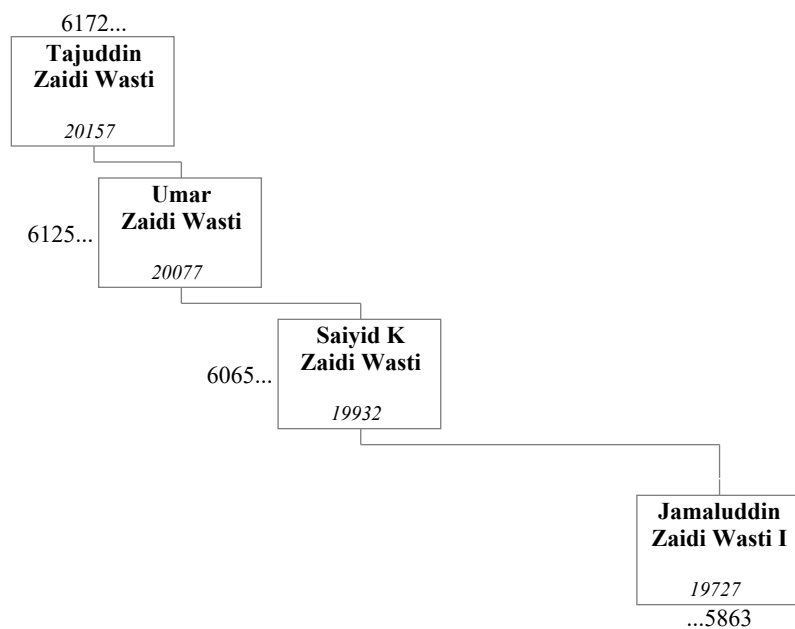 6172...
Tajuddin
Zaidi Wasti
20157
Umar
Zaidi Wasti
6125...
20077
Saiyid K
Zaidi Wasti
6065...
19932
Jamaluddin
Zaidi Wasti I
19727
...5863